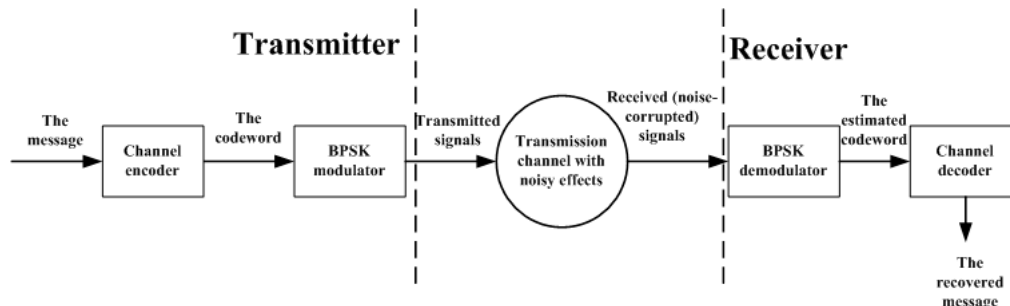 Transmitter
Receiver
The
message
Channel
encoder
The
codeword
BPSK
modulator
Transmitted
signals
Transmission
channel with
noisy effects
Received (noise-
corrupted)
signals
BPSK
demodulator
The
estimated
codeword
Channel
decoder
The
recovered
message